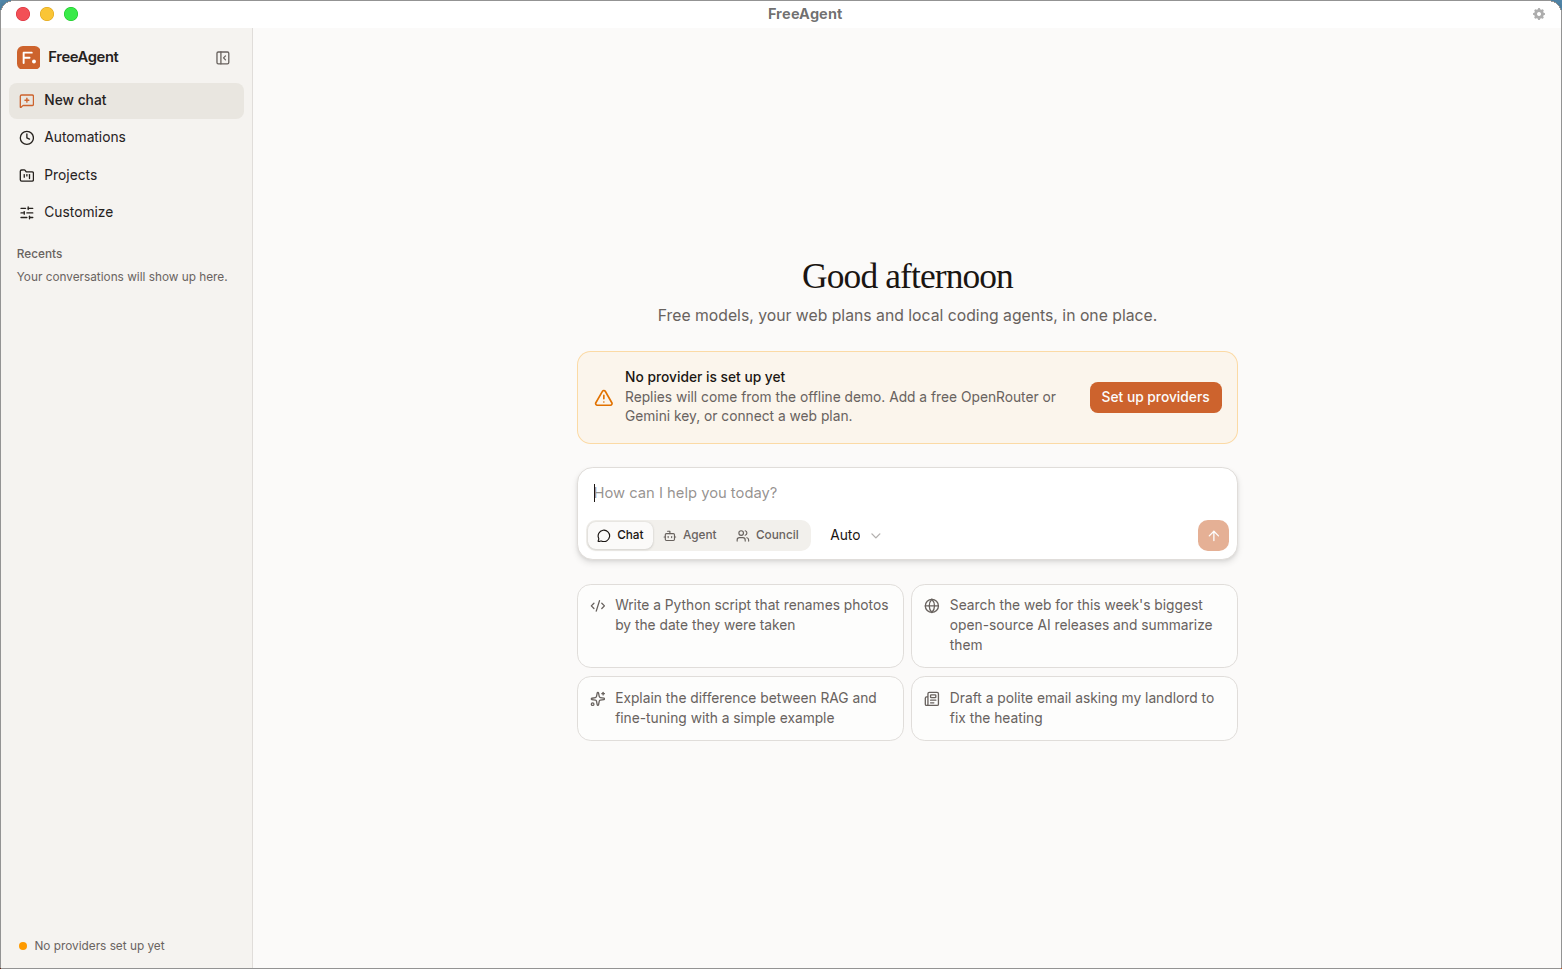 FreeAgent
FreeAgent
New chat
Automations
Projects
Customize
Recents
Your conversations will show up here.
No providers set up yet
Good afternoon
Free models, your web plans and local coding agents, in one place.
No provider is set up yet
Replies will come from the offline demo. Add a free OpenRouter or
Gemini key, or connect a web plan.
Set up providers
How can I help you today?
Chat
Agent
Council
Auto
Write a Python script that renames photos
by the date they were taken
Search the web for this week's biggest
open-source AI releases and summarize
them
Explain the difference between RAG and
fine-tuning with a simple example
Draft a polite email asking my landlord to
fix the heating